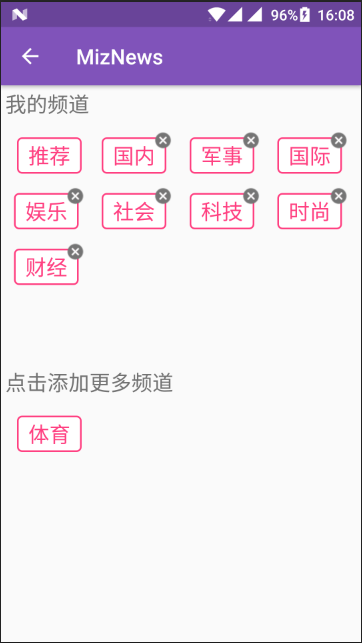 96% 16:08
MizNews
我的频道
推荐 国内 军事 国际
娱乐 社会 科技 时尚
财经
点击添加更多频道
体育